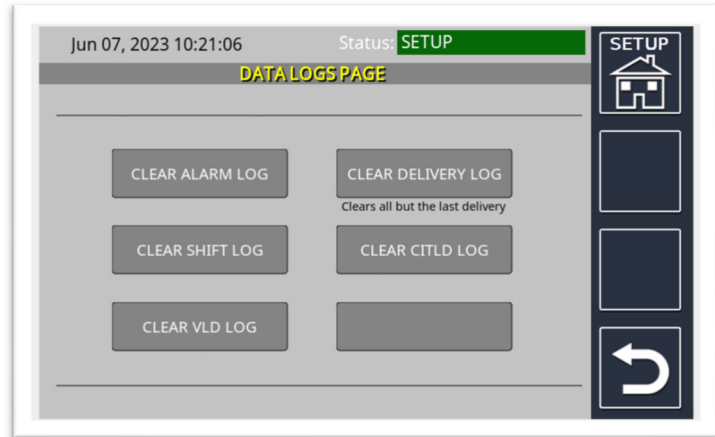 Jun 07, 2023 10:21:06 Status: SETUP
SETUP
DATA LOGS PAGE
CLEAR ALARM LOG CLEAR DELIVERY LOG
Clears all but the last delivery
CLEAR SHIFT LOG CLEAR CITLD LOG
CLEAR VLD LOG